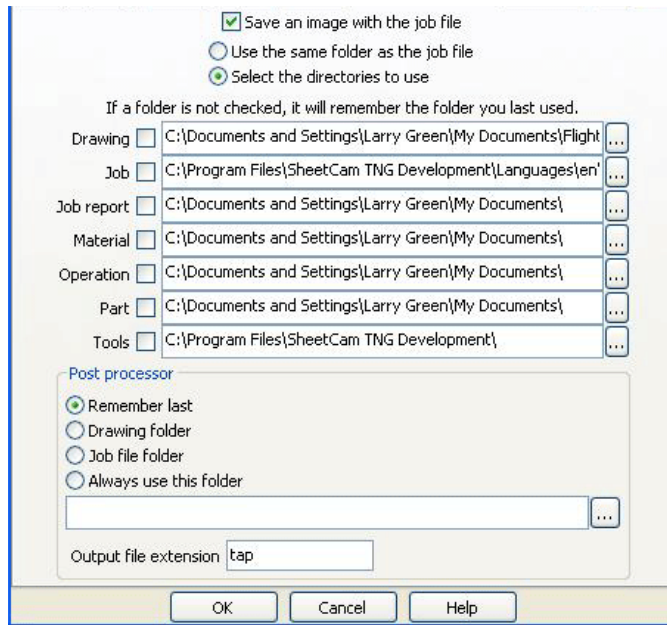 Save an image with the job file
Use the same folder as the job file
Select the directories to use
If a folder is not checked, it will remember the folder you last used.
Drawing C:\Documents and Settings\Larry Green\My Documents\Flight ...
Job C:\Program Files\SheetCam TNG Development\Languages\en' ...
Job report C:\Documents and Settings\Larry Green\My Documents\ ...
Material C:\Documents and Settings\Larry Green\My Documents\ ...
Operation C:\Documents and Settings\Larry Green\My Documents\ ...
Part C:\Documents and Settings\Larry Green\My Documents\ ...
Tools C:\Program Files\SheetCam TNG Development\ ...
Post processor
Remember last
Drawing folder
Job file folder
Always use this folder
...
Output file extension tap
OK Cancel Help